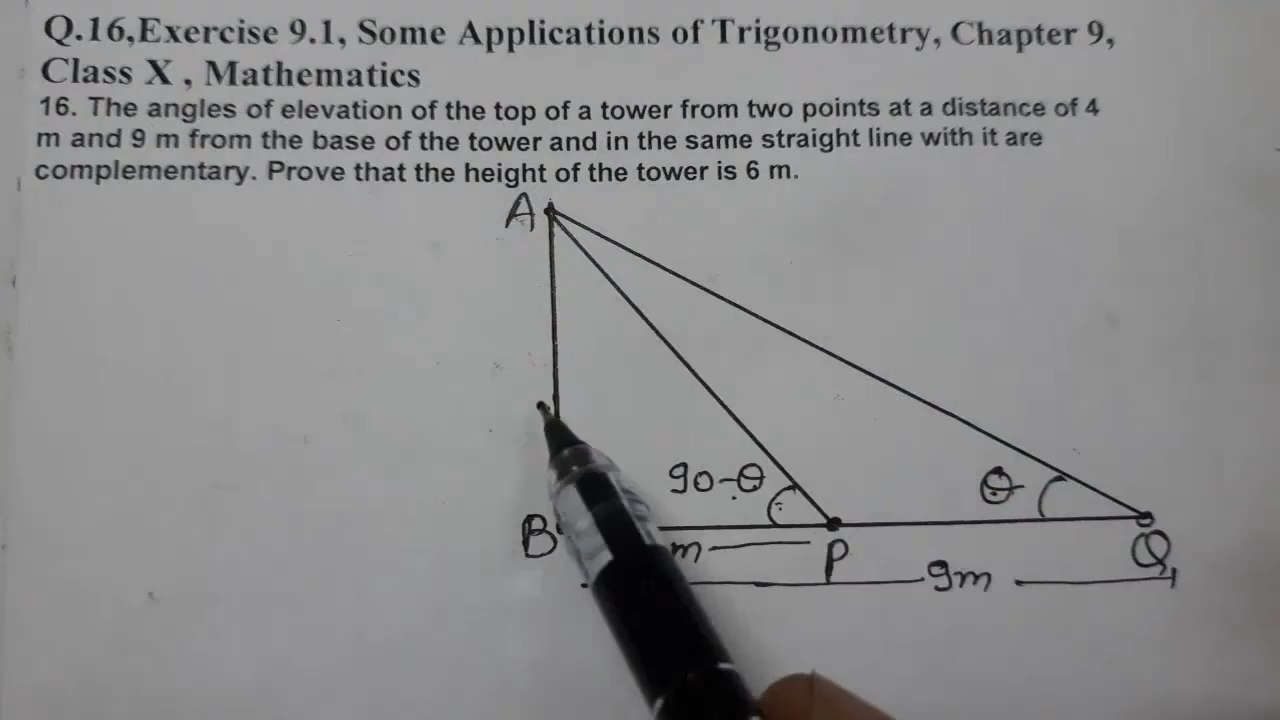 Q.16,Exercise 9.1, Some Applications of Trigonometry, Chapter 9,
Class X , Mathematics
16. The angles of elevation of the top of a tower from two points at a distance of 4
m and 9 m from the base of the tower and in the same straight line with it are
complementary. Prove that the height of the tower is 6 m.
A
90-θ
θ
B
m
P
Q
9m